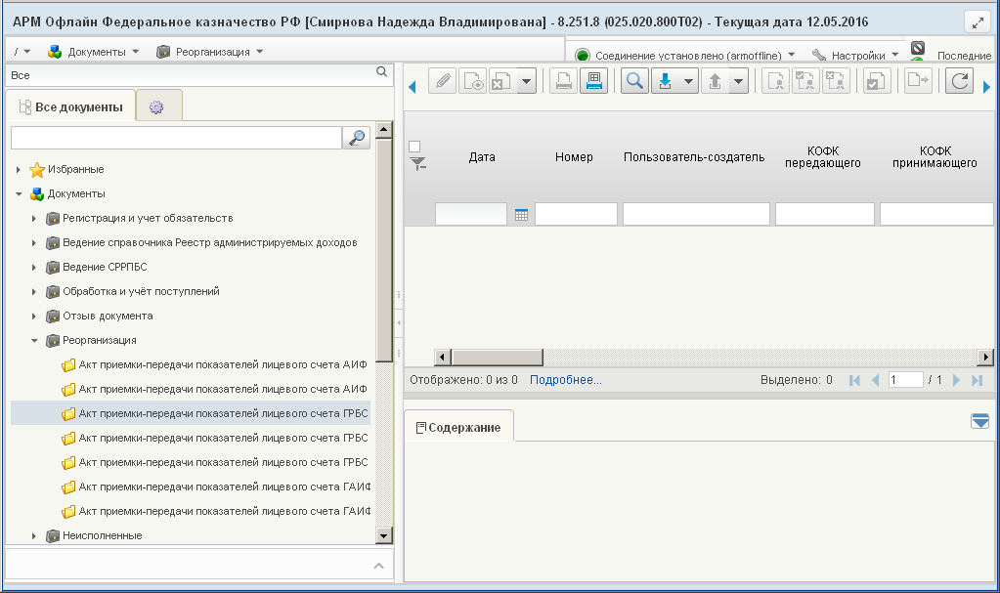 АРМ Офлайн Федеральное казначество РФ [Смирнова Надежда Владимирована] - 8.251.8 (025.020.800T02) - Текущая дата 12.05.2016
/ Документы Реорганизация
Соединение установлено (armoffline) Настройки Последние
Все
Все документы
Избранные
Документы
Регистрация и учет обязательств
Ведение справочника Реестр администрируемых доходов
Ведение СРРПБС
Обработка и учёт поступлений
Отзыв документа
Реорганизация
Акт приемки-передачи показателей лицевого счета АИФ
Акт приемки-передачи показателей лицевого счета АИФ
Акт приемки-передачи показателей лицевого счета ГРБС
Акт приемки-передачи показателей лицевого счета ГРБС
Акт приемки-передачи показателей лицевого счета ГРБС
Акт приемки-передачи показателей лицевого счета ГАИФ
Акт приемки-передачи показателей лицевого счета ГАИФ
Неисполненные
Дата
Номер
Пользователь-создатель
КОФК
передающего
КОФК
принимающего
Отображено: 0 из 0 Подробнее... Выделено: 0 1 / 1
Содержание